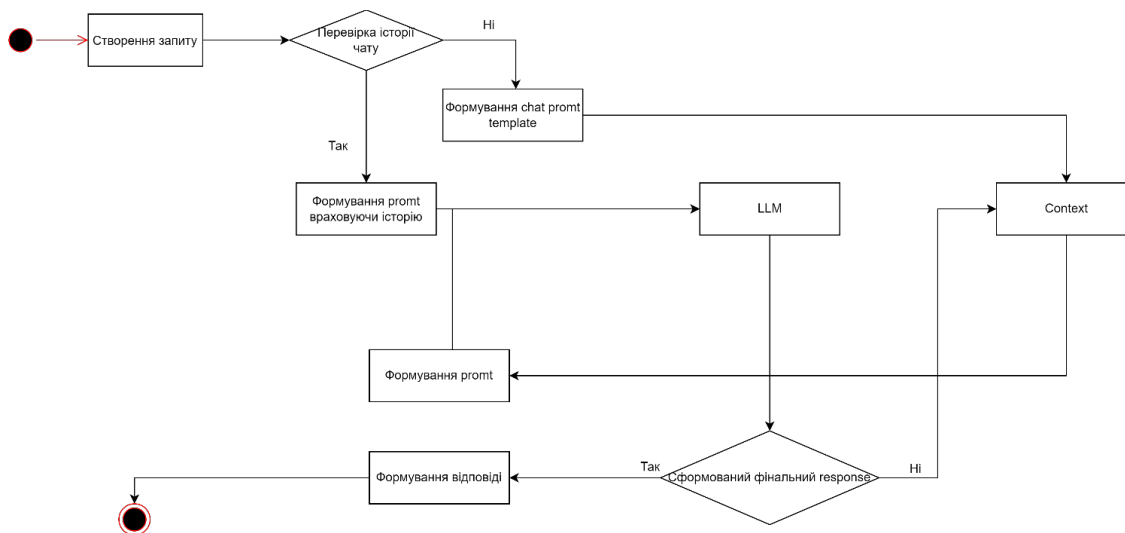 Створення запиту
Перевірка історії
чату
Ні
Формування chat promt
template
Так
Формування promt
враховуючи історію
LLM
Context
Формування promt
Формування відповіді
Так
Сформований фінальний response
Ні